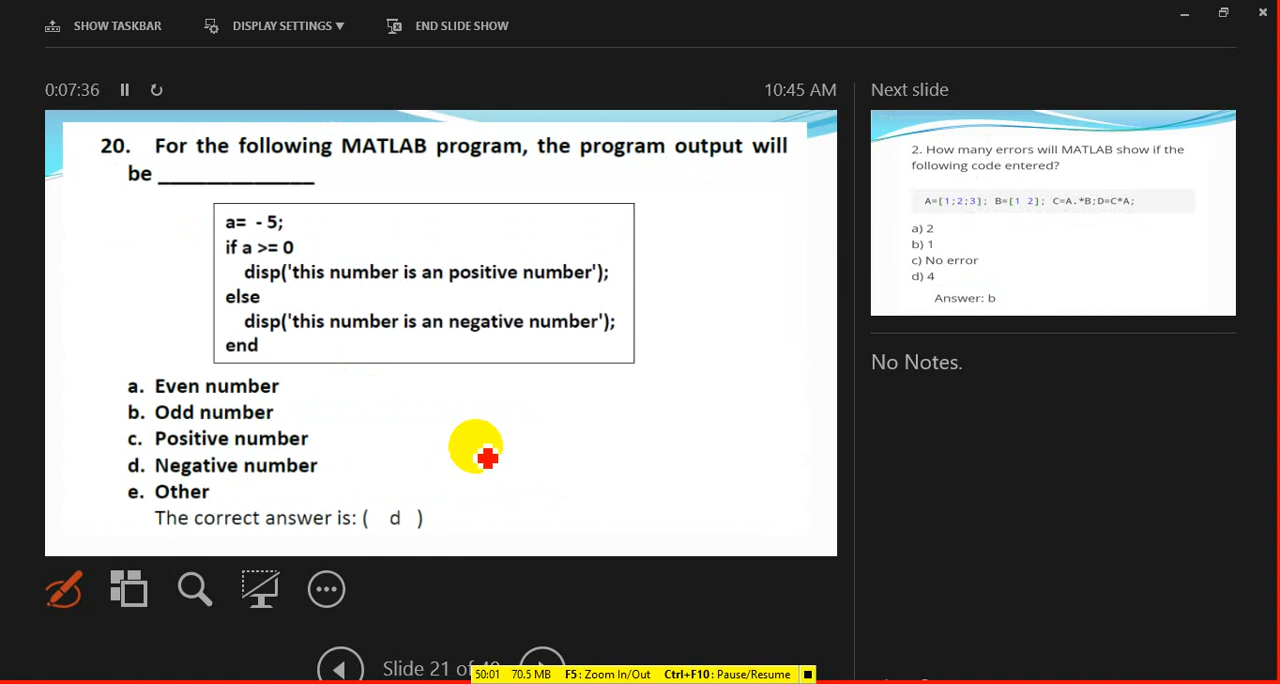 SHOW TASKBAR DISPLAY SETTINGS ▼ END SLIDE SHOW
0:07:36 10:45 AM
20. For the following MATLAB program, the program output will
be _____________
a= - 5;
if a >= 0
disp('this number is an positive number');
else
disp('this number is an negative number');
end
a. Even number
b. Odd number
c. Positive number
d. Negative number
e. Other
The correct answer is: ( d )
Next slide
2. How many errors will MATLAB show if the
following code entered?
A=[1;2;3]; B=[1 2]; C=A.*B;D=C*A;
a) 2
b) 1
c) No error
d) 4
Answer: b
No Notes.
Slide 21 of
50:01 70.5 MB F5: Zoom In/Out Ctrl+F10: Pause/Resume